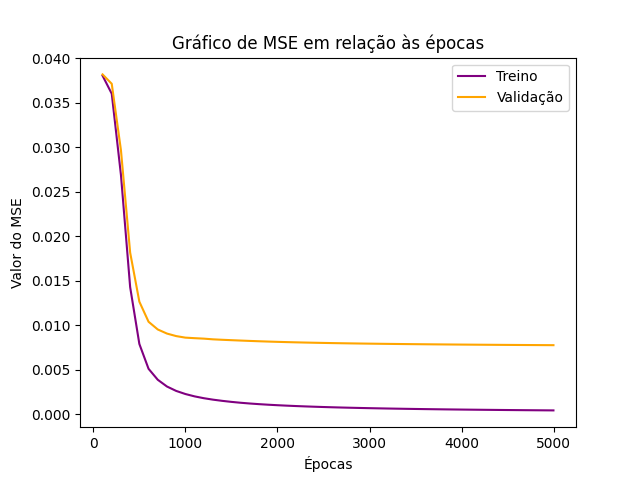 Gráfico de MSE em relação às épocas
Treino
Validação
Valor do MSE
0.040
0.035
0.030
0.025
0.020
0.015
0.010
0.005
0.000
0 1000 2000 3000 4000 5000
Épocas